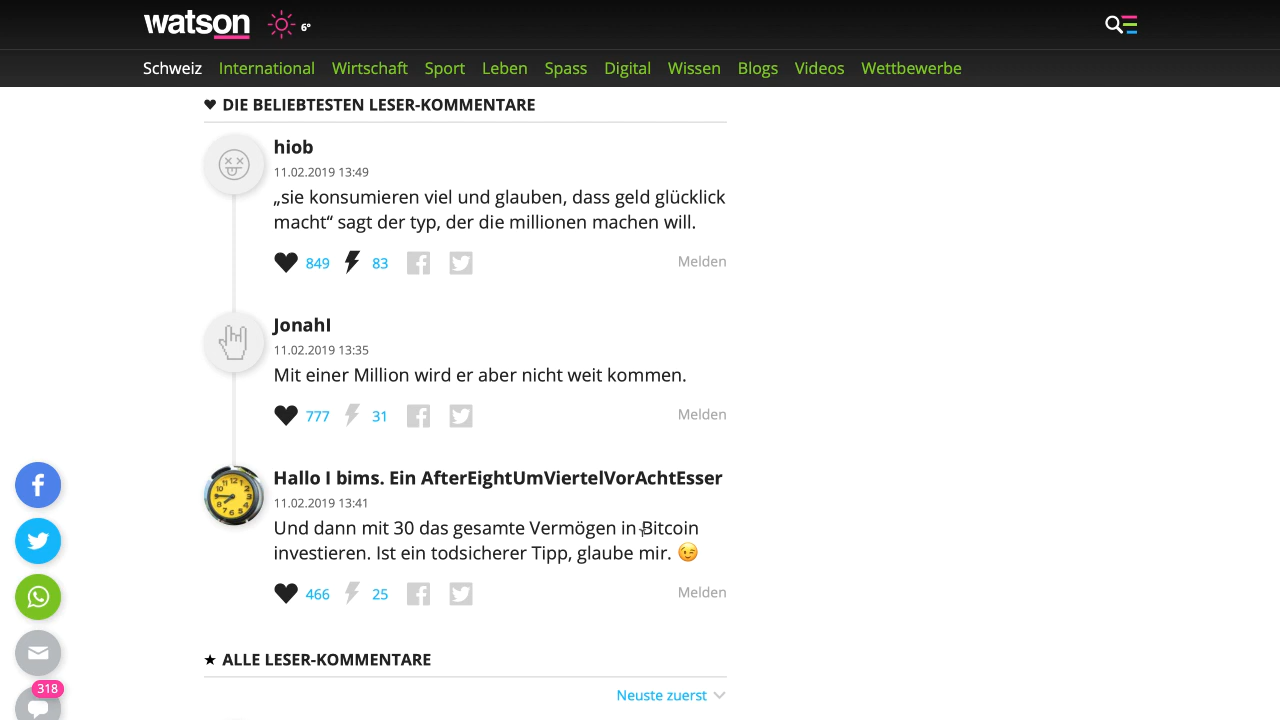 watson 6°
Schweiz International Wirtschaft Sport Leben Spass Digital Wissen Blogs Videos Wettbewerbe
DIE BELIEBTESTEN LESER-KOMMENTARE
hiob
11.02.2019 13:49
„sie konsumieren viel und glauben, dass geld glücklick
macht“ sagt der typ, der die millionen machen will.
849 83 Melden
JonahI
11.02.2019 13:35
Mit einer Million wird er aber nicht weit kommen.
777 31 Melden
Hallo I bims. Ein AfterEightUmViertelVorAchtEsser
11.02.2019 13:41
Und dann mit 30 das gesamte Vermögen in Bitcoin
investieren. Ist ein todsicherer Tipp, glaube mir. 😉
466 25 Melden
ALLE LESER-KOMMENTARE
318
Neuste zuerst